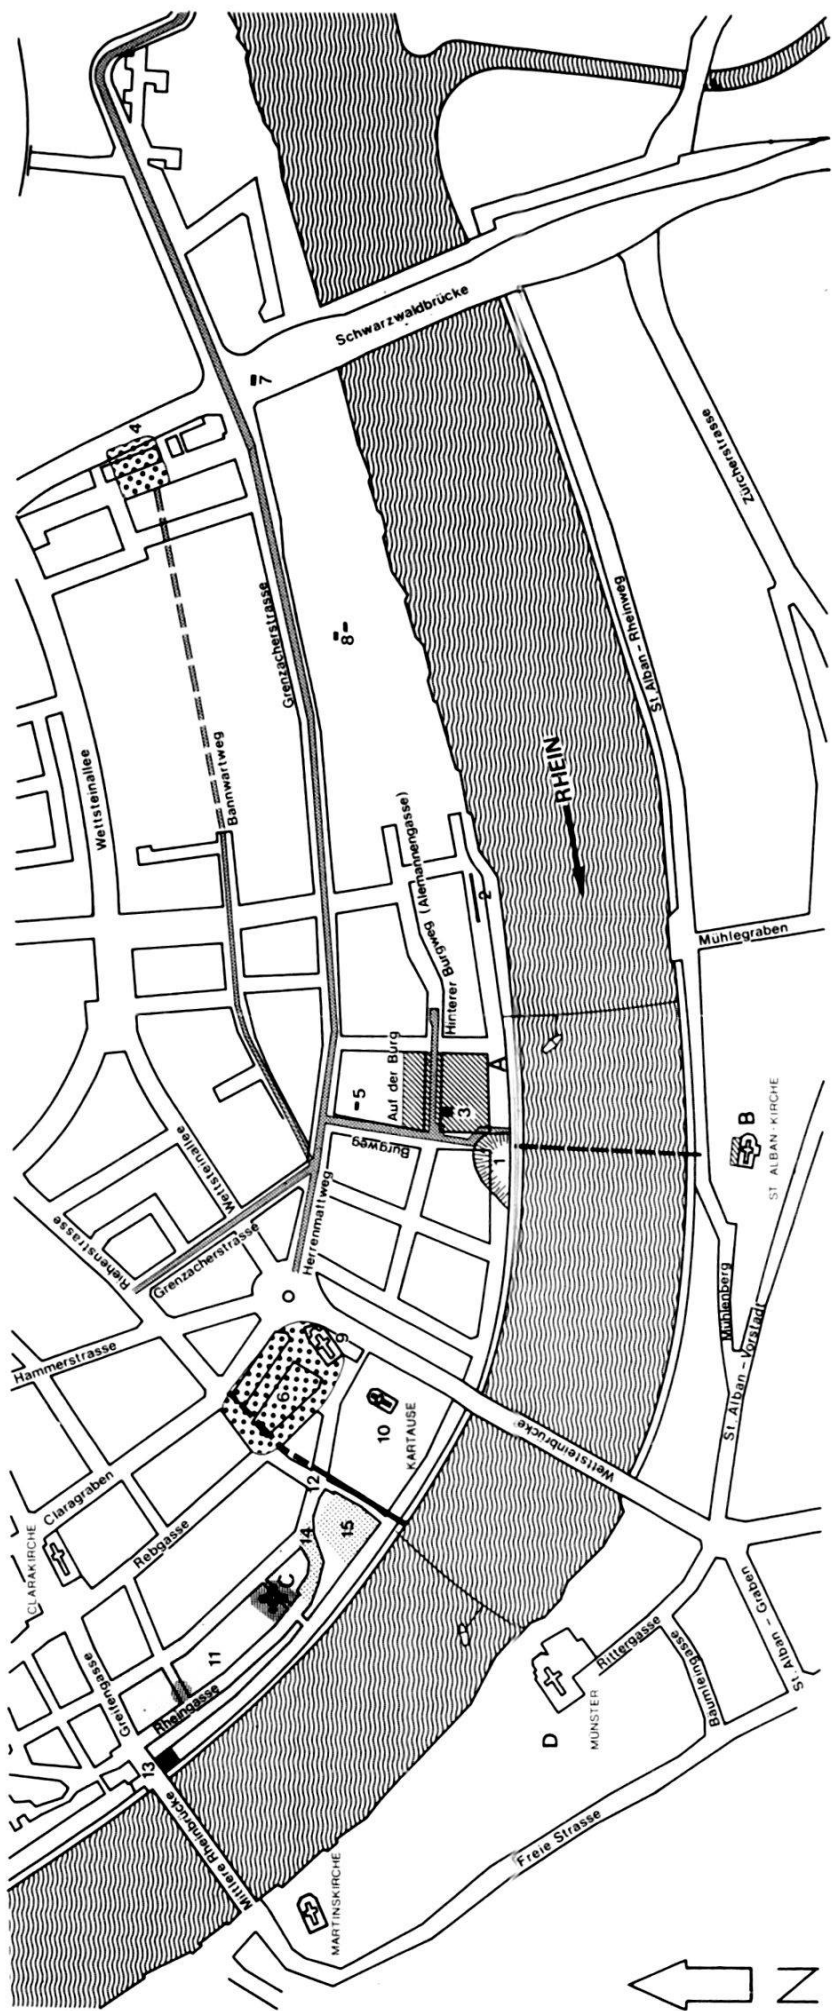 Schwarzwaldbrücke
7
4
Zürcherstrasse
Grenzacherstrasse
8
St. Alban - Rheinweg
Wettsteinallee
Bannwartweg
RHEIN
Hinterer Burgweg (Alemannengasse)
2
Mühlegraben
Auf der Burg
5
3
A
Burgweg
1
B
ST. ALBAN-KIRCHE
Wettsteinallee
Riehenstrasse
Grenzacherstrasse
Herrenmattweg
Mühlenberg
St. Alban - Vorstadt
Hammerstrasse
9
6
10
KARTAUSE
Wettsteinbrücke
12
Claragraben
CLARAKIRCHE
Rebgasse
14
15
C
11
Rittergasse
Bäumleingasse
St. Alban - Graben
D
MÜNSTER
Greifengasse
Rheingasse
13
Mittlere Rheinbrücke
Freie Strasse
MARTINSKIRCHE
N